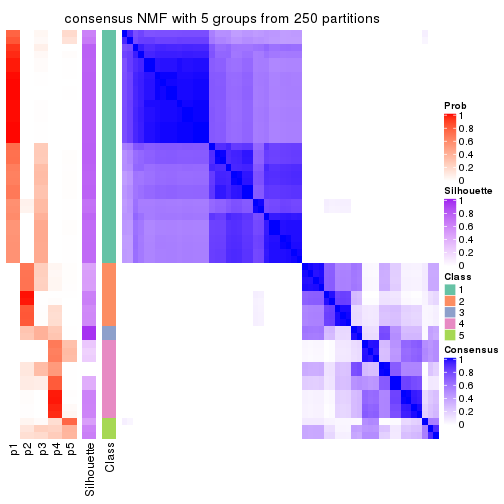 consensus NMF with 5 groups from 250 partitions
Prob
1
0.8
0.6
0.4
0.2
0
Silhouette
1
0.8
0.6
0.4
0.2
0
Class
1
2
3
4
5
Consensus
1
0.8
0.6
0.4
0.2
0
p1
p2
p3
p4
p5
Silhouette
Class